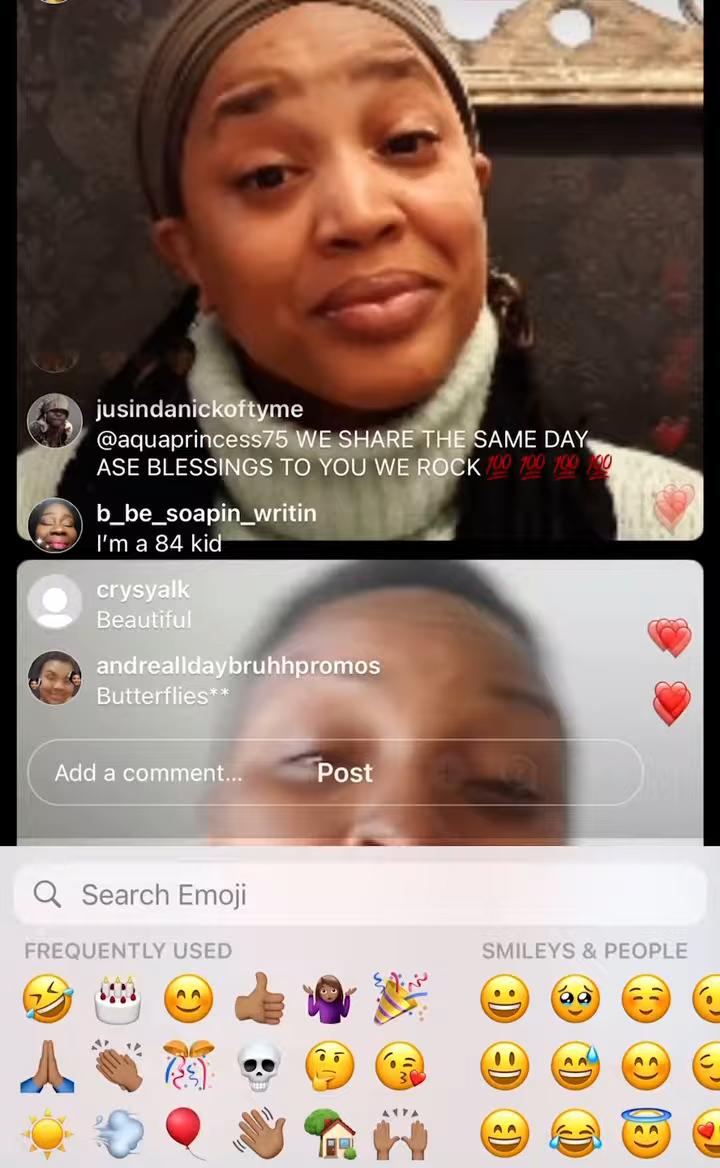 jusindanickoftyme
@aquaprincess75 WE SHARE THE SAME DAY
ASE BLESSINGS TO YOU WE ROCK 💯 💯 💯 💯
b_be_soapin_writin
I'm a 84 kid
crysyalk
Beautiful
andrealldaybruhhpromos
Butterflies**
Add a comment... Post
Search Emoji
FREQUENTLY USED SMILEYS & PEOPLE